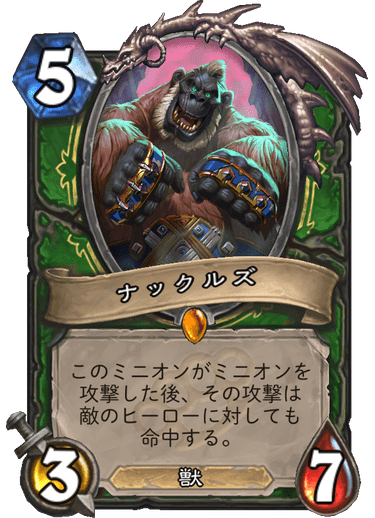 5
ナックルズ
このミニオンがミニオンを
攻撃した後、その攻撃は
敵のヒーローに対しても
命中する。
3
獣
7